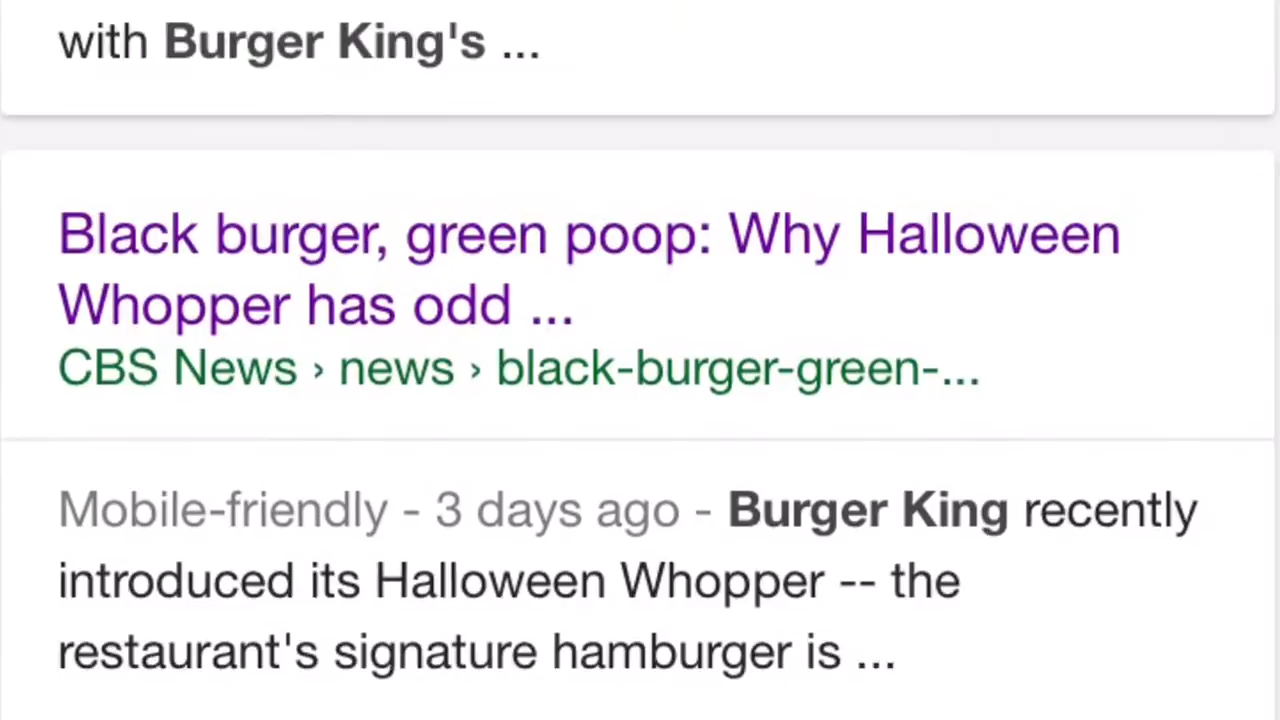 with Burger King's ...
Black burger, green poop: Why Halloween
Whopper has odd ...
CBS News › news › black-burger-green-...
Mobile-friendly - 3 days ago - Burger King recently
introduced its Halloween Whopper -- the
restaurant's signature hamburger is ...